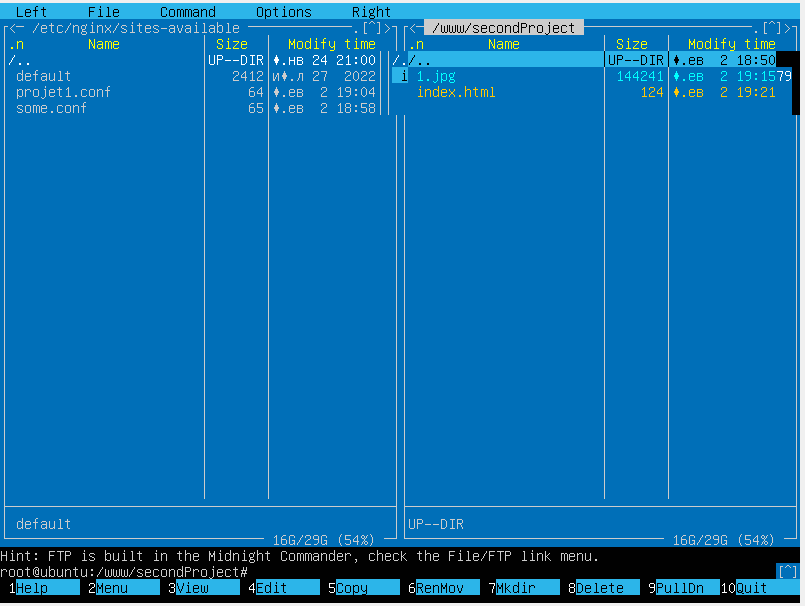 Left File Command Options Right
<─ /etc/nginx/sites-available .[^]> <─ /www/secondProject .[^]>
.n Name Size Modify time .n Name Size Modify time
/.. UP--DIR ♦.нв 24 21:00 /./.. UP--DIR ♦.ев 2 18:50
default 2412 и♦.л 27 2022 i 1.jpg 144241 ♦.ев 2 19:1579
projet1.conf 64 ♦.ев 2 19:04 index.html 124 ♦.ев 2 19:21
some.conf 65 ♦.ев 2 18:58
default UP--DIR
16G/29G (54%) 16G/29G (54%)
Hint: FTP is built in the Midnight Commander, check the File/FTP link menu.
root@ubuntu:/www/secondProject# [^]
1Help 2Menu 3View 4Edit 5Copy 6RenMov 7Mkdir 8Delete 9PullDn 10Quit